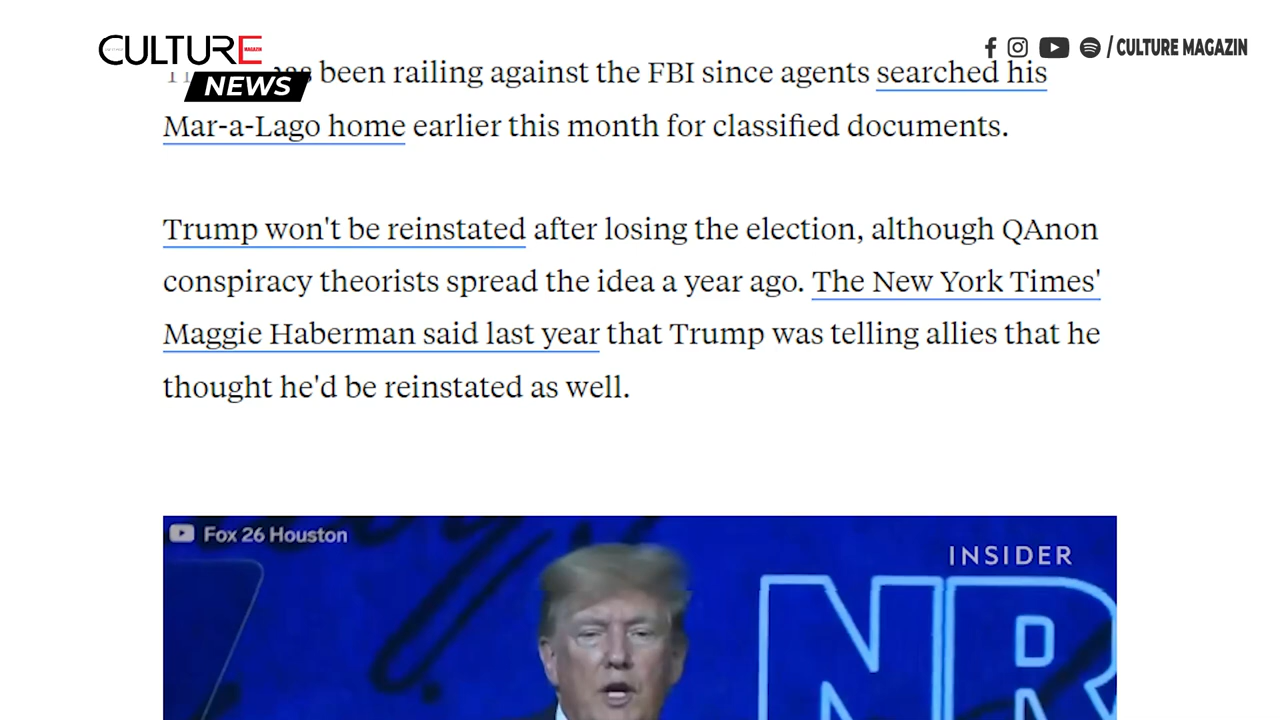 CULTURE
MAGAZIN
NEWS
/ CULTURE MAGAZIN
been railing against the FBI since agents searched his
Mar-a-Lago home earlier this month for classified documents.
Trump won't be reinstated after losing the election, although QAnon
conspiracy theorists spread the idea a year ago. The New York Times'
Maggie Haberman said last year that Trump was telling allies that he
thought he'd be reinstated as well.
Fox 26 Houston
INSIDER
NR